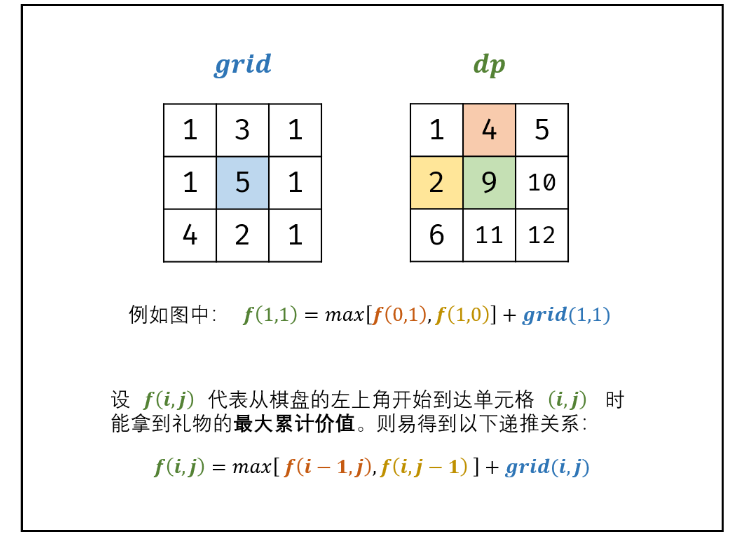 grid dp
1 3 1 1 4 5
1 5 1 2 9 10
4 2 1 6 11 12
例如图中: f(1,1) = max[f(0,1),f(1,0)] + grid(1,1)
设 f(i,j) 代表从棋盘的左上角开始到达单元格 (i,j) 时
能拿到礼物的最大累计价值。则易得到以下递推关系:
f(i,j) = max[ f(i − 1,j),f(i,j − 1) ] + grid(i,j)